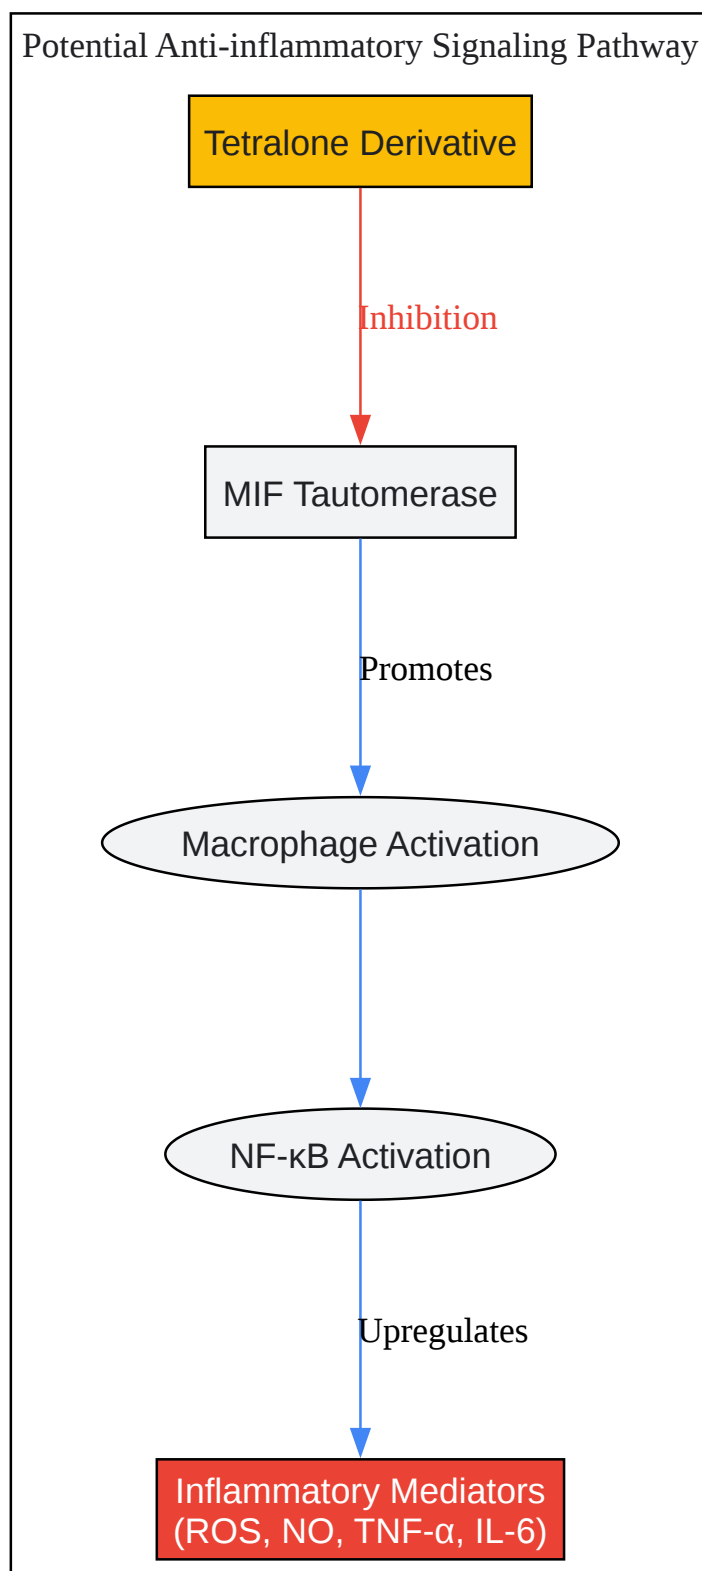 Potential Anti-inflammatory Signaling Pathway
Tetralone Derivative
Inhibition
MIF Tautomerase
Promotes
Macrophage Activation
NF-κB Activation
Upregulates
Inflammatory Mediators
(ROS, NO, TNF-α, IL-6)